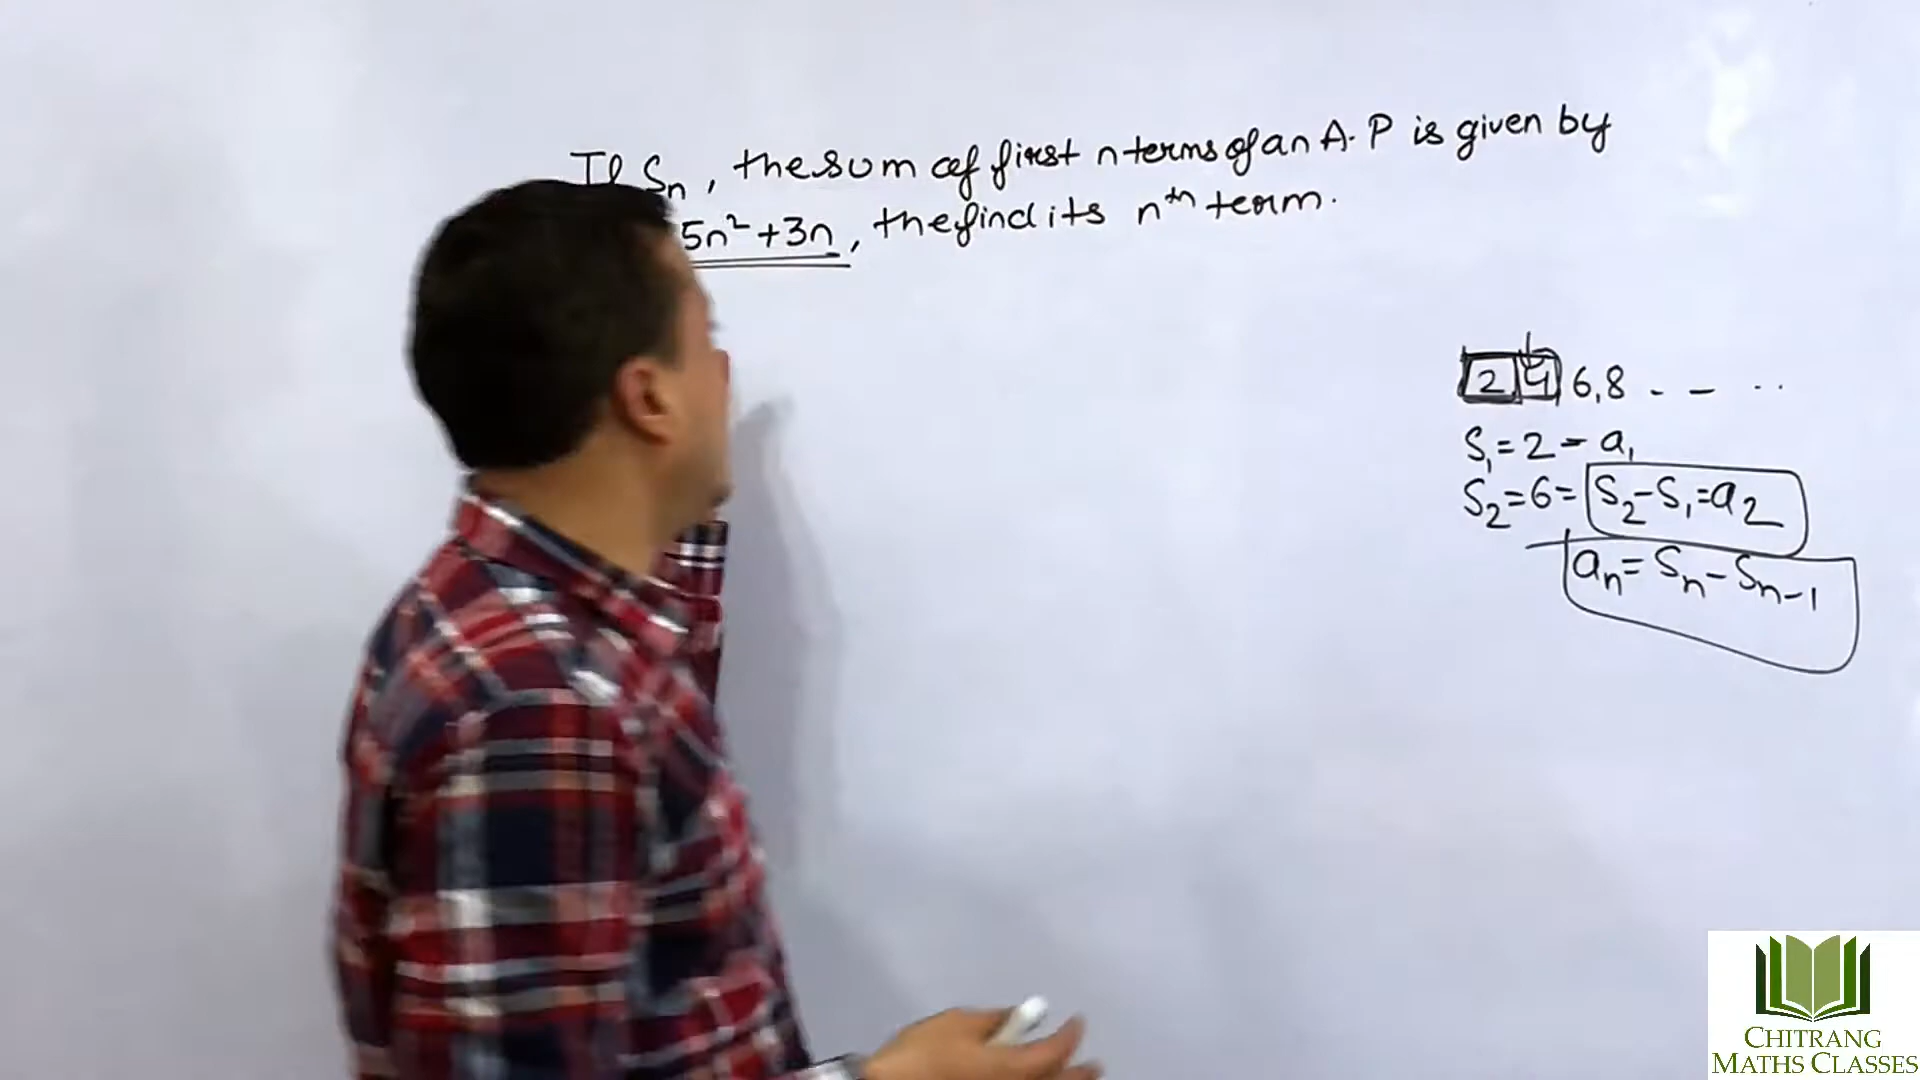 If Sn, the sum of first n terms of an A.P is given by
5n²+3n, the find its nth term.
2, 4, 6, 8 - - ..
S₁ = 2 - a₁
S₂ = 6 = S₂-S₁=a₂
an = Sn - Sn-1
CHITRANG
MATHS CLASSES